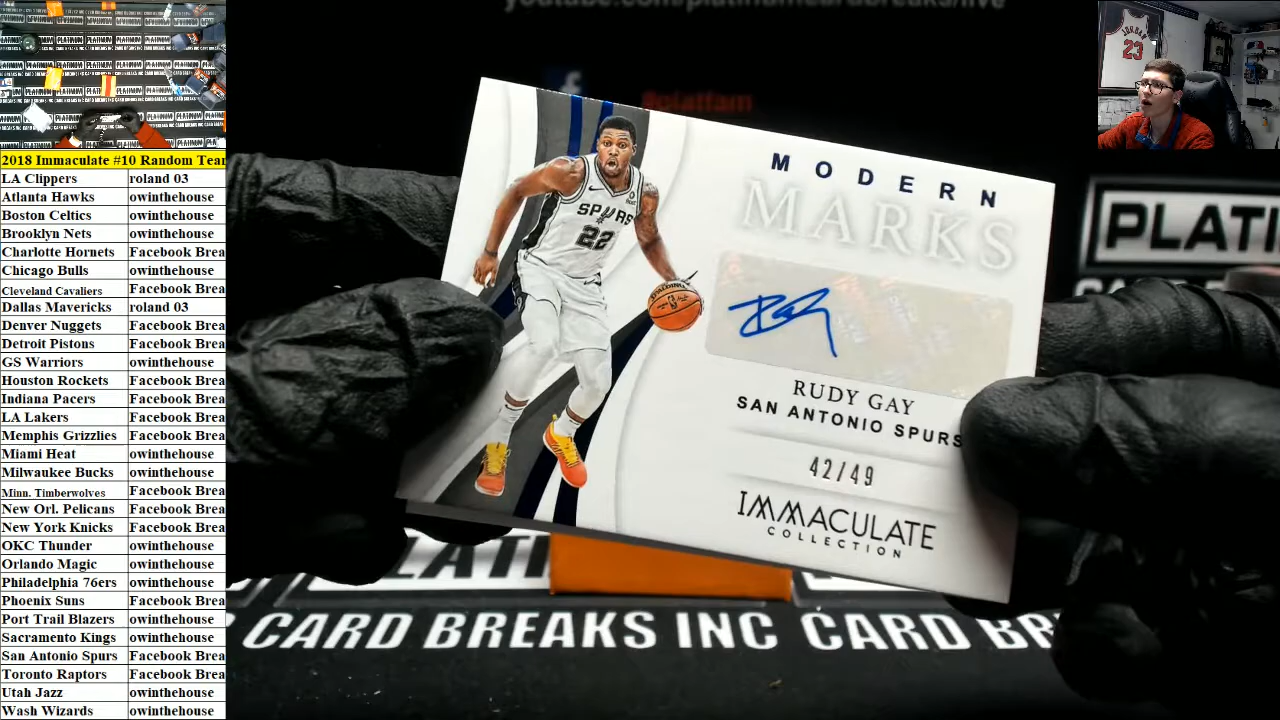 youtube.com/platinumcardbreaks/live
#platfam
2018 Immaculate #10 Random Tear
LA Clippers roland 03
Atlanta Hawks owinthehouse
Boston Celtics owinthehouse
Brooklyn Nets owinthehouse
Charlotte Hornets Facebook Brea
Chicago Bulls owinthehouse
Cleveland Cavaliers Facebook Brea
Dallas Mavericks roland 03
Denver Nuggets Facebook Brea
Detroit Pistons Facebook Brea
GS Warriors owinthehouse
Houston Rockets Facebook Brea
Indiana Pacers Facebook Brea
LA Lakers Facebook Brea
Memphis Grizzlies Facebook Brea
Miami Heat owinthehouse
Milwaukee Bucks owinthehouse
Minn. Timberwolves Facebook Brea
New Orl. Pelicans Facebook Brea
New York Knicks Facebook Brea
OKC Thunder owinthehouse
Orlando Magic owinthehouse
Philadelphia 76ers owinthehouse
Phoenix Suns Facebook Brea
Port Trail Blazers owinthehouse
Sacramento Kings owinthehouse
San Antonio Spurs Facebook Brea
Toronto Raptors Facebook Brea
Utah Jazz owinthehouse
Wash Wizards owinthehouse
MODERN
MARKS
SPURS
22
RUDY GAY
SAN ANTONIO SPURS
42/49
IMMACULATE
COLLECTION
JORDAN
23
PLATI
CARD BREAKS INC CARD BR